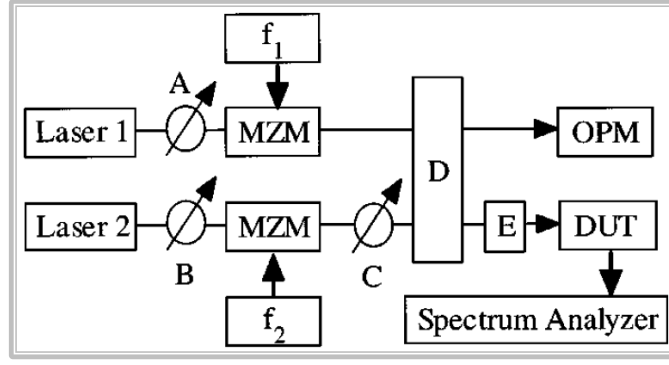 f1
A
Laser 1
MZM
D
OPM
Laser 2
MZM
E
DUT
B
C
f2
Spectrum Analyzer